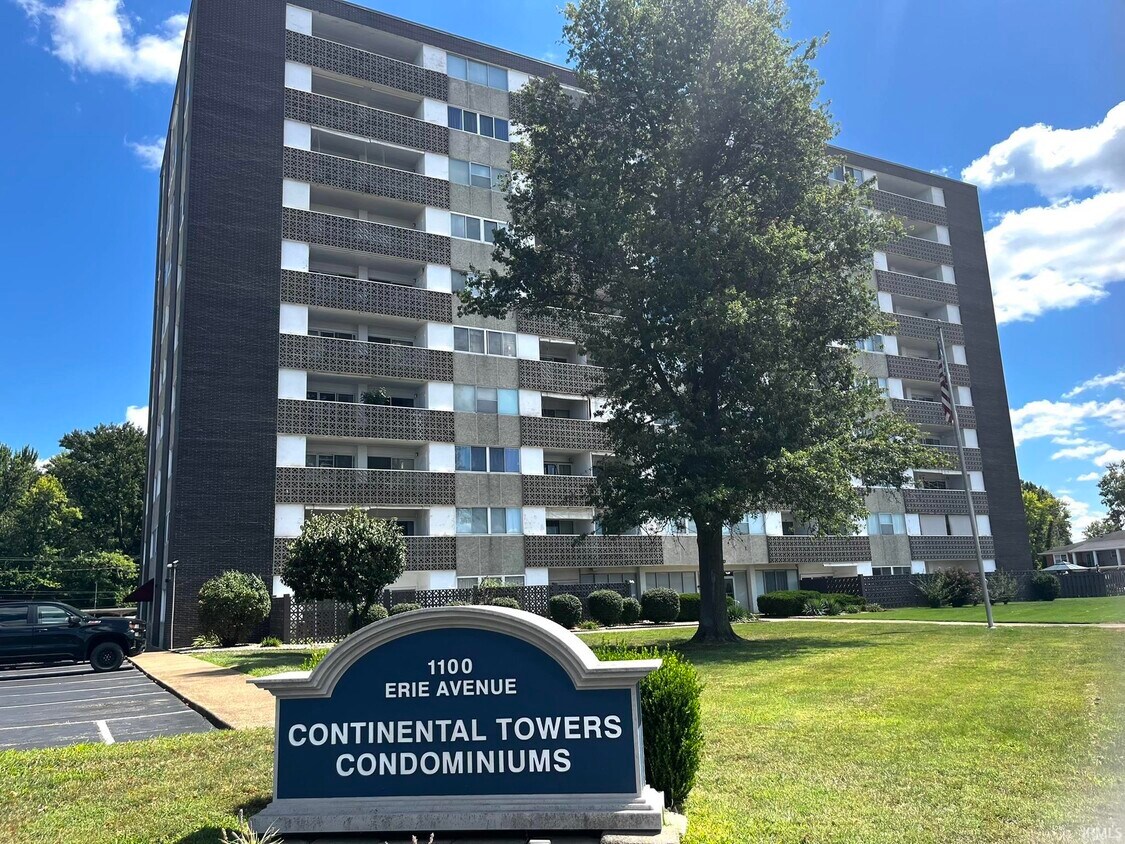 1100
ERIE AVENUE
CONTINENTAL TOWERS
CONDOMINIUMS